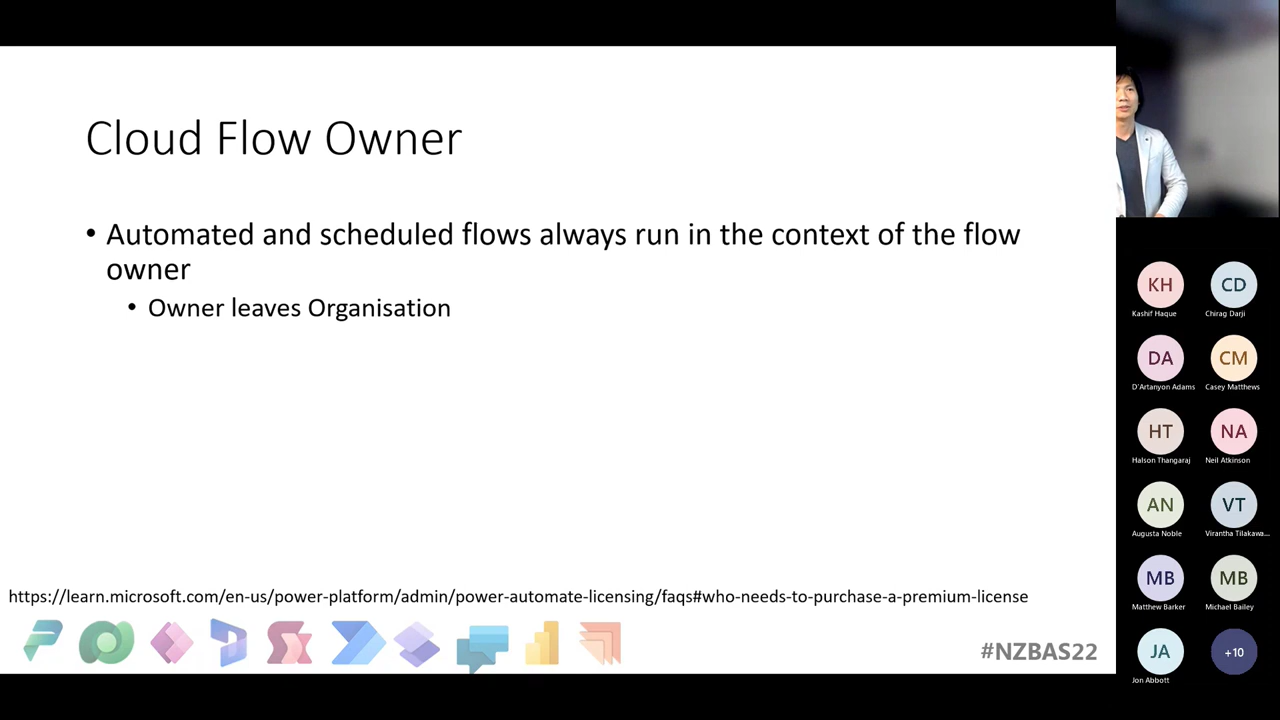 Cloud Flow Owner
• Automated and scheduled flows always run in the context of the flow
owner
• Owner leaves Organisation
https://learn.microsoft.com/en-us/power-platform/admin/power-automate-licensing/faqs#who-needs-to-purchase-a-premium-license
#NZBAS22
KH CD
Kashif Haque Chirag Darji
DA CM
D'Artanyon Adams Casey Matthews
HT NA
Halson Thangaraj Neil Atkinson
AN VT
Augusta Noble Virantha Tilakawa...
MB MB
Matthew Barker Michael Bailey
JA +10
Jon Abbott